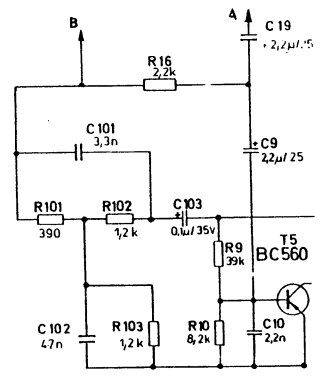 A
C 19
+ 2,2µ/25
B
R16
2,2k
C 101
3,3n
C9
+
2,2µ/25
R101
390
R102
1,2k
C103
+
0,1µ/35V
R9
39k
T5
BC560
C 102
47n
R103
1,2k
R10
8,2k
C10
2,2n